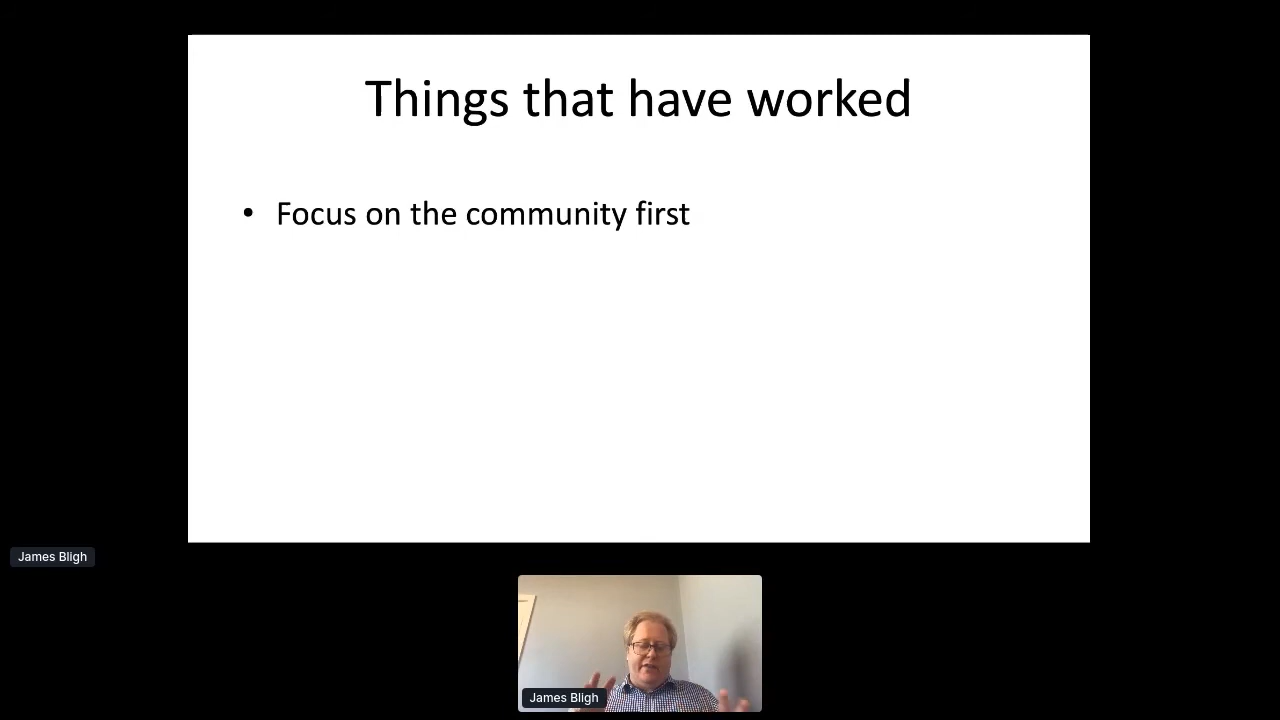 Things that have worked
• Focus on the community first
James Bligh
James Bligh